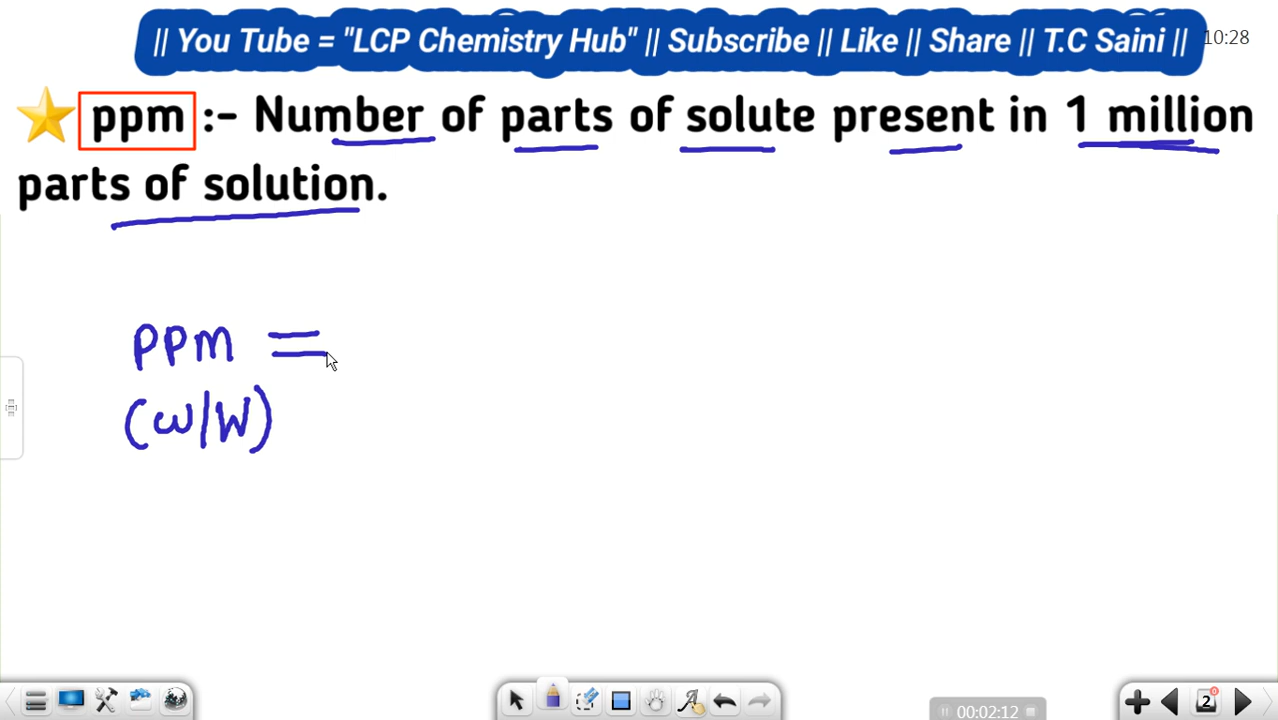 || You Tube = "LCP Chemistry Hub" || Subscribe || Like || Share || T.C Saini ||
10:28
ppm :- Number of parts of solute present in 1 million
parts of solution.
PPm =
(w/W)
2
00:02:12